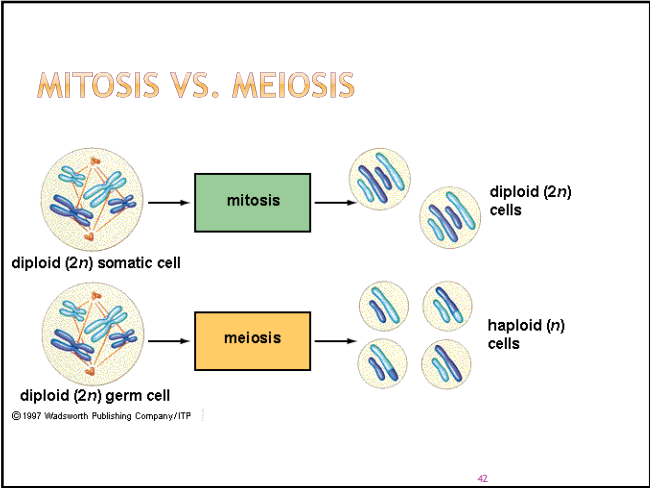 MITOSIS VS. MEIOSIS
mitosis
diploid (2n)
cells
diploid (2n) somatic cell
meiosis
haploid (n)
cells
diploid (2n) germ cell
© 1997 Wadsworth Publishing Company/ITP
42